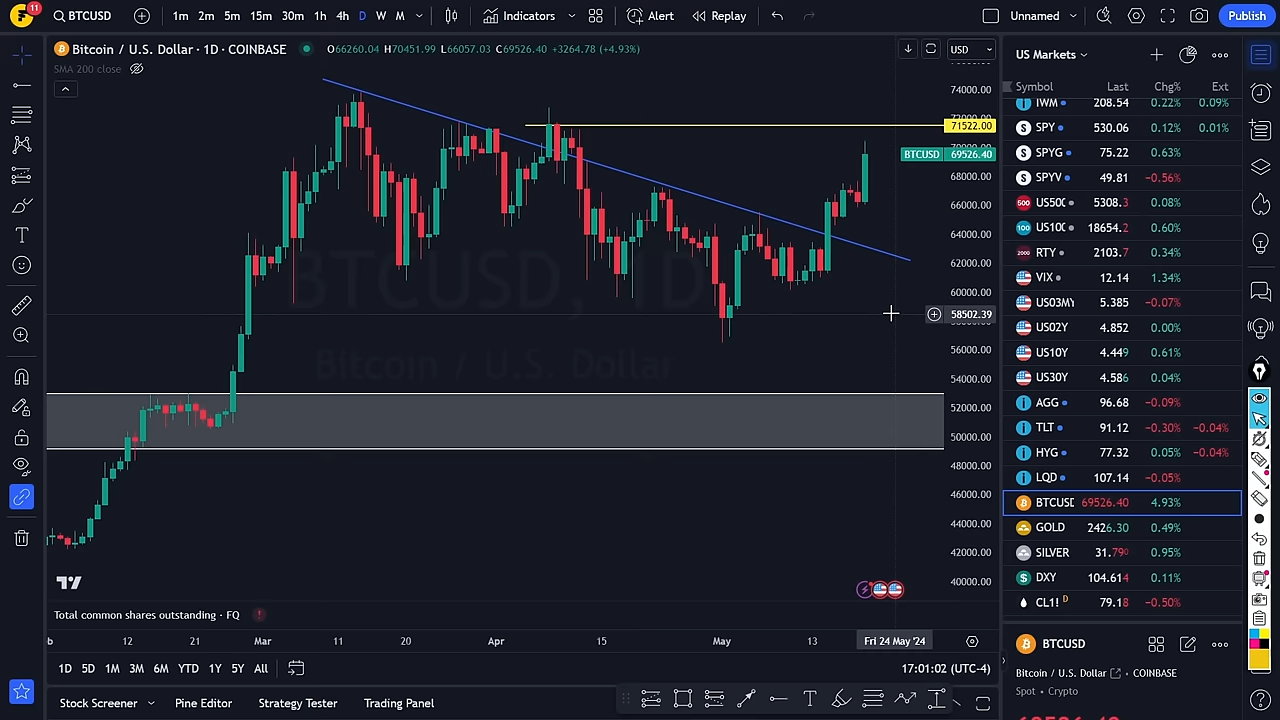 11
BTCUSD
1m 2m 5m 15m 30m 1h 4h D W M
Indicators
Alert
Replay
Unnamed
Publish
Bitcoin / U.S. Dollar · 1D · COINBASE
O66260.04 H70451.99 L66057.03 C69526.40 +3264.78 (+4.93%)
SMA 200 close
USD
74000.00
71522.00
BTCUSD 69526.40
68000.00
66000.00
64000.00
62000.00
60000.00
58502.39
56000.00
54000.00
52000.00
50000.00
48000.00
46000.00
44000.00
42000.00
40000.00
BTCUSD, 1D
Bitcoin / U.S. Dollar
Total common shares outstanding · FQ
12 21 Mar 11 20 Apr 15 May 13 Fri 24 May '24
1D 5D 1M 3M 6M YTD 1Y 5Y All
17:01:02 (UTC-4)
Stock Screener
Pine Editor
Strategy Tester
Trading Panel
US Markets
Symbol Last Chg% Ext
IWM 208.54 0.22% 0.09%
SPY 530.06 0.12% 0.01%
SPYG 75.22 0.63%
SPYV 49.81 −0.56%
US50 5308.3 0.08%
US10 18654.2 0.60%
RTY 2103.7 0.34%
VIX 12.14 1.34%
US03MY 5.385 −0.07%
US02Y 4.852 0.00%
US10Y 4.449 0.61%
US30Y 4.586 0.04%
AGG 96.68 −0.09%
TLT 91.12 −0.30% −0.04%
HYG 77.32 0.05% −0.04%
LQD 107.14 −0.05%
BTCUSD 69526.40 4.93%
GOLD 2426.30 0.49%
SILVER 31.790 0.95%
DXY 104.614 0.11%
CL1! D 79.18 −0.50%
BTCUSD
Bitcoin / U.S. Dollar · COINBASE
Spot · Crypto